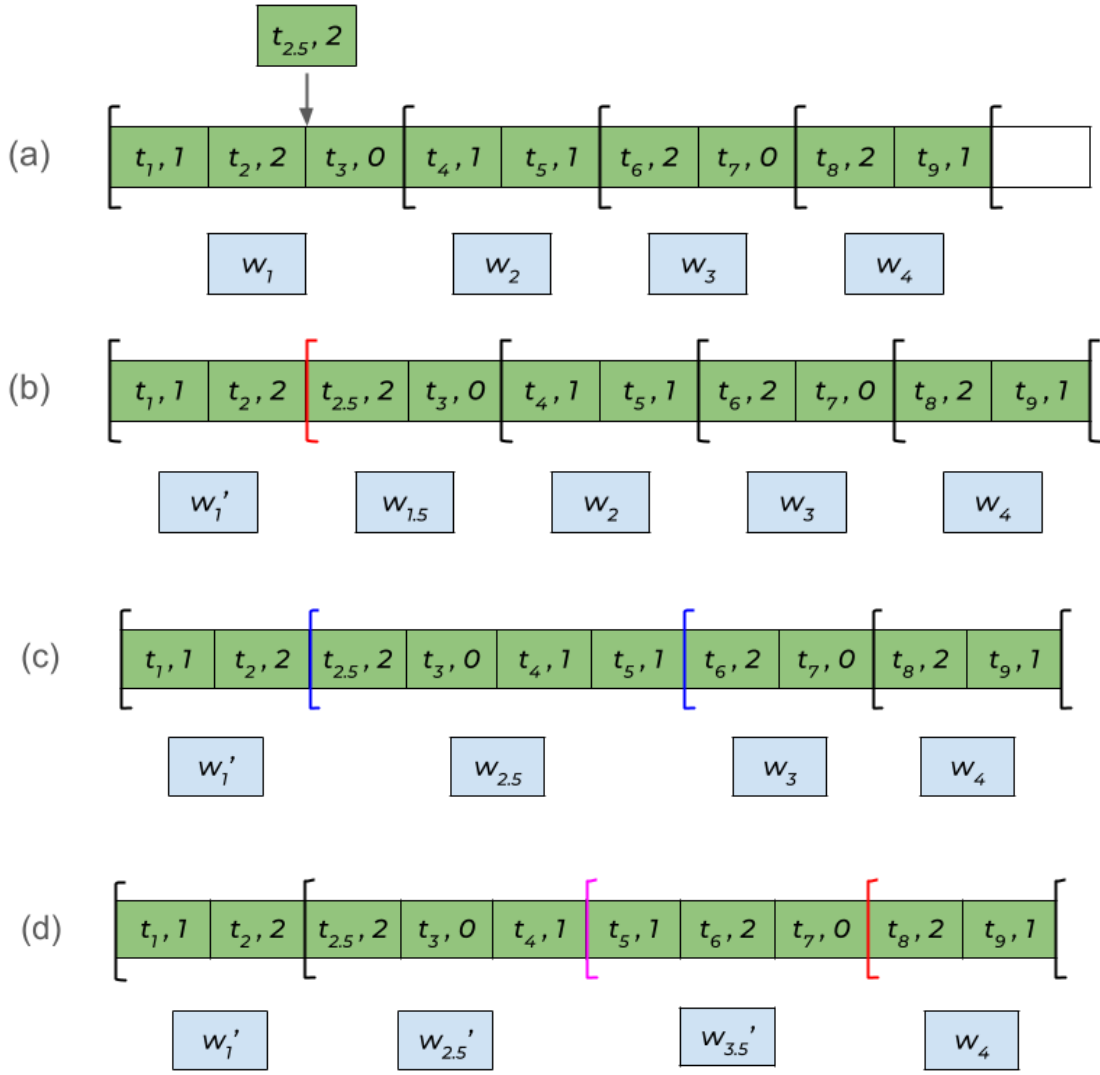 t₂.₅, 2
(a) t₁, 1 t₂, 2 t₃, 0 t₄, 1 t₅, 1 t₆, 2 t₇, 0 t₈, 2 t₉, 1
w₁ w₂ w₃ w₄
(b) t₁, 1 t₂, 2 t₂.₅, 2 t₃, 0 t₄, 1 t₅, 1 t₆, 2 t₇, 0 t₈, 2 t₉, 1
w₁’ w₁.₅ w₂ w₃ w₄
(c) t₁, 1 t₂, 2 t₂.₅, 2 t₃, 0 t₄, 1 t₅, 1 t₆, 2 t₇, 0 t₈, 2 t₉, 1
w₁’ w₂.₅ w₃ w₄
(d) t₁, 1 t₂, 2 t₂.₅, 2 t₃, 0 t₄, 1 t₅, 1 t₆, 2 t₇, 0 t₈, 2 t₉, 1
w₁’ w₂.₅’ w₃.₅’ w₄